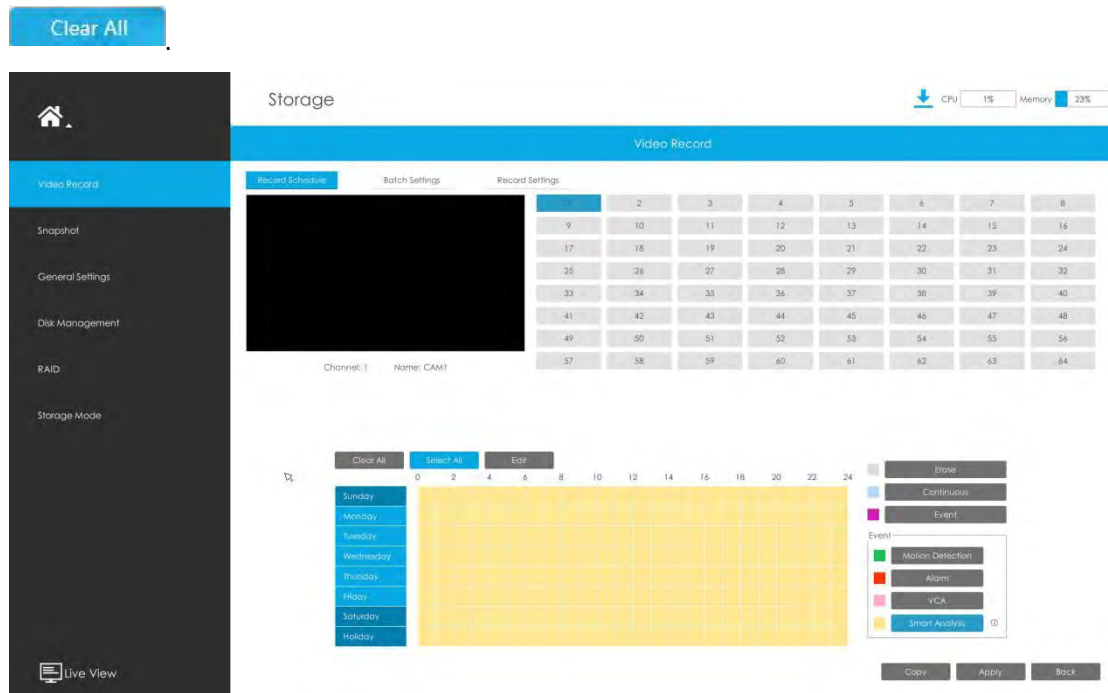 Clear All
.
Storage
CPU 1% Memory 23%
Video Record
Video Record
Snapshot
General Settings
Disk Management
RAID
Storage Mode
Live View
Record Schedule Batch Settings Record Settings
2 3 4 5 6 7 8
9 10 11 12 13 14 15 16
17 18 19 20 21 22 23 24
25 26 27 28 29 30 31 32
33 34 35 36 37 38 39 40
41 42 43 44 45 46 47 48
49 50 51 52 53 54 55 56
57 58 59 60 61 62 63 64
Channel: 1 Name: CAM1
Clear All Select All Edit
0 2 4 6 8 10 12 14 16 18 20 22 24
Sunday
Monday
Tuesday
Wednesday
Thursday
Friday
Saturday
Holiday
Erase
Continuous
Event
Event
Motion Detection
Alarm
VCA
Smart Analysis
Copy Apply Back